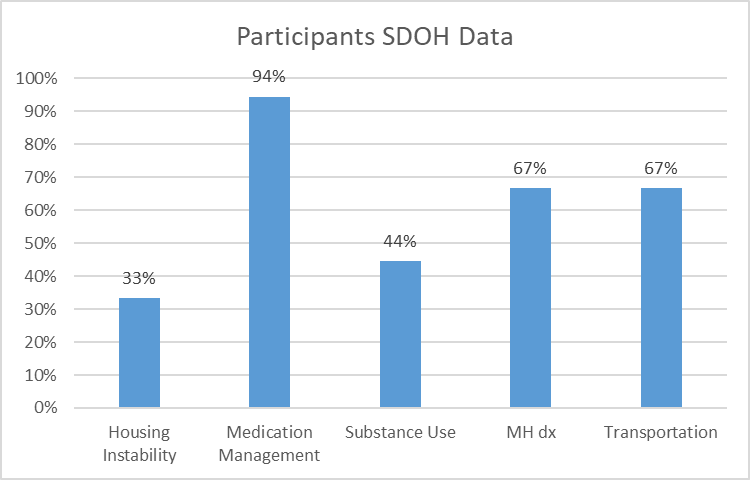 Participants SDOH Data
100%
90%
80%
70%
60%
50%
40%
30%
20%
10%
0%
33%
94%
44%
67%
67%
Housing
Instability
Medication
Management
Substance Use
MH dx
Transportation